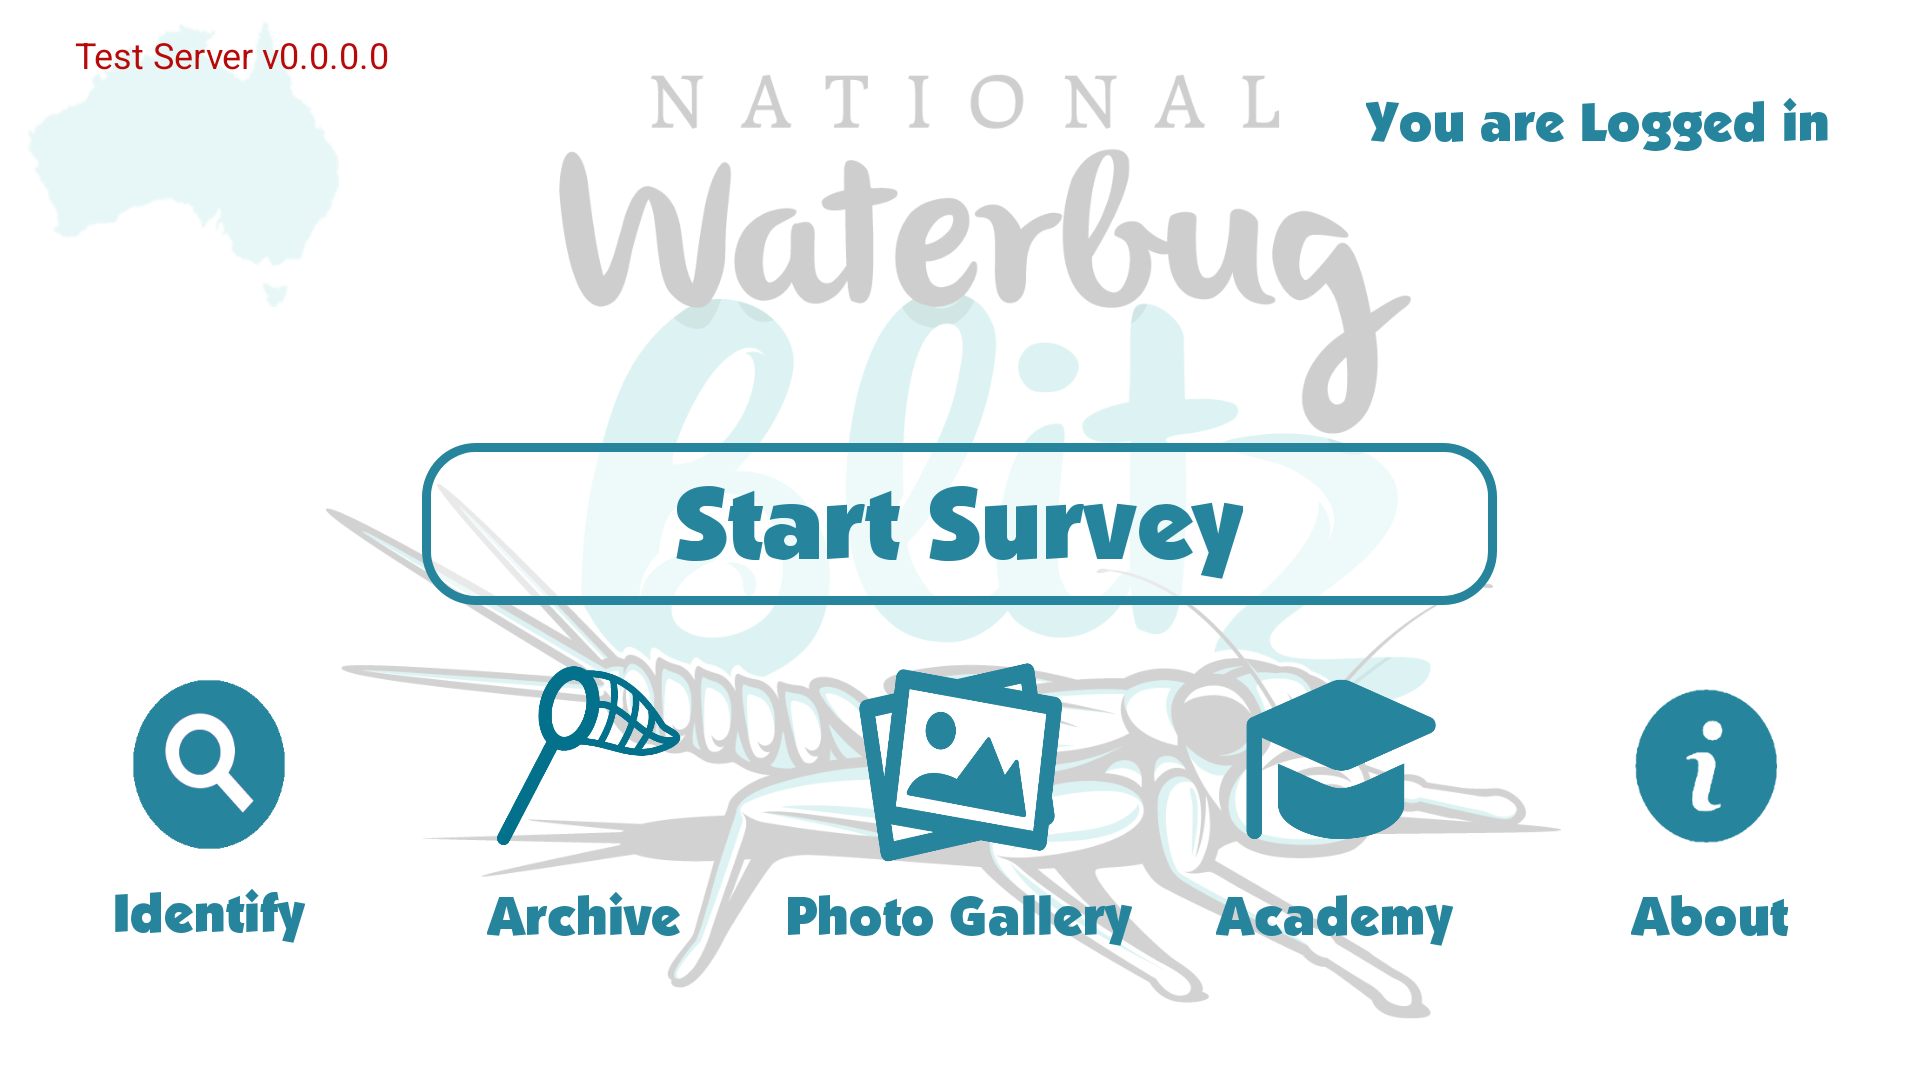 Test Server v0.0.0.0
NATIONAL
Waterbug
blitz
You are Logged in
Start Survey
Identify
Archive
Photo Gallery
Academy
About